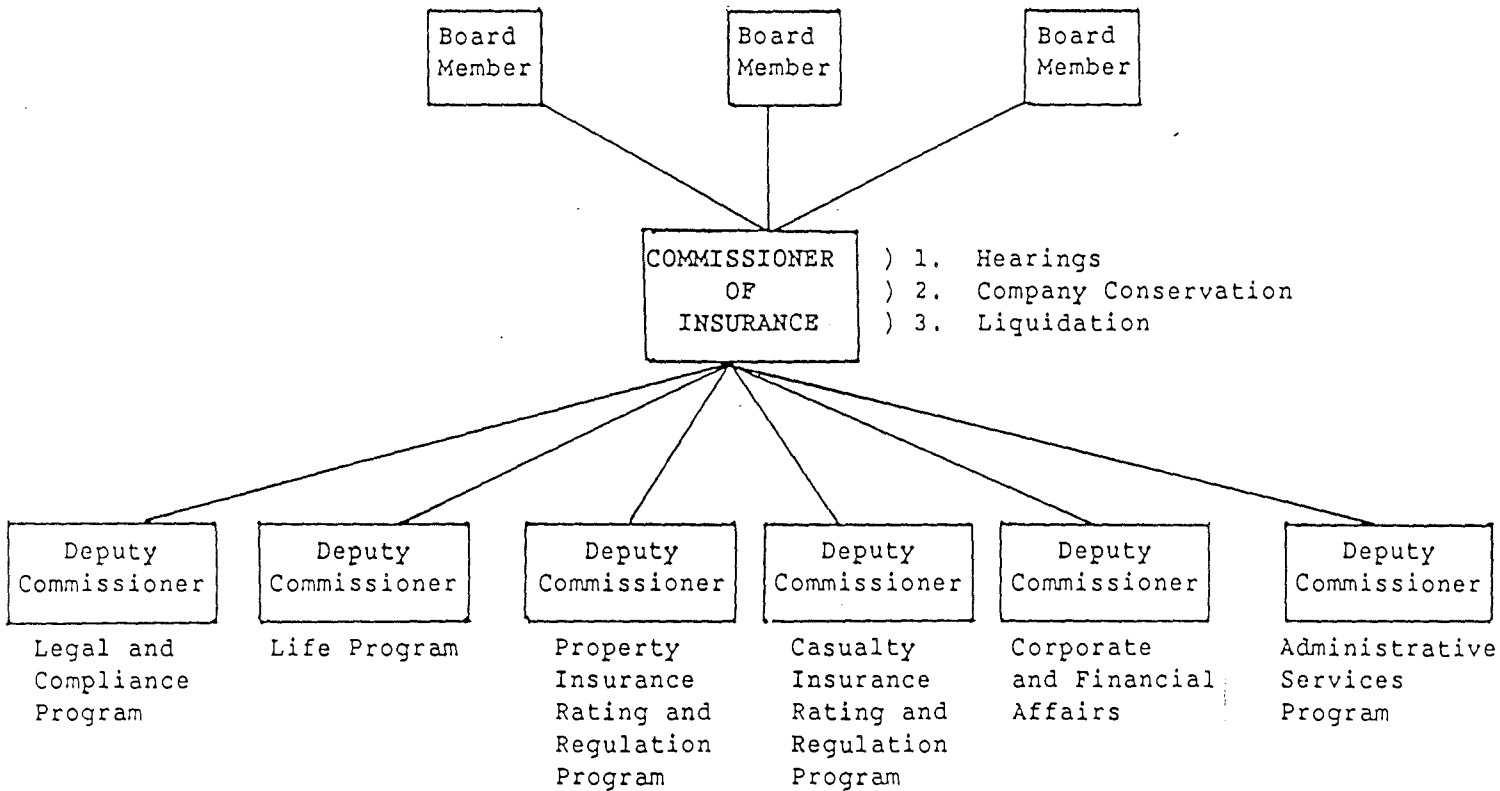 Board
Member
Board
Member
Board
Member
COMMISSIONER
OF
INSURANCE
) 1. Hearings
) 2. Company Conservation
) 3. Liquidation
Deputy
Commissioner
Legal and
Compliance
Program
Deputy
Commissioner
Life Program
Deputy
Commissioner
Property
Insurance
Rating and
Regulation
Program
Deputy
Commissioner
Casualty
Insurance
Rating and
Regulation
Program
Deputy
Commissioner
Corporate
and Financial
Affairs
Deputy
Commissioner
Administrative
Services
Program